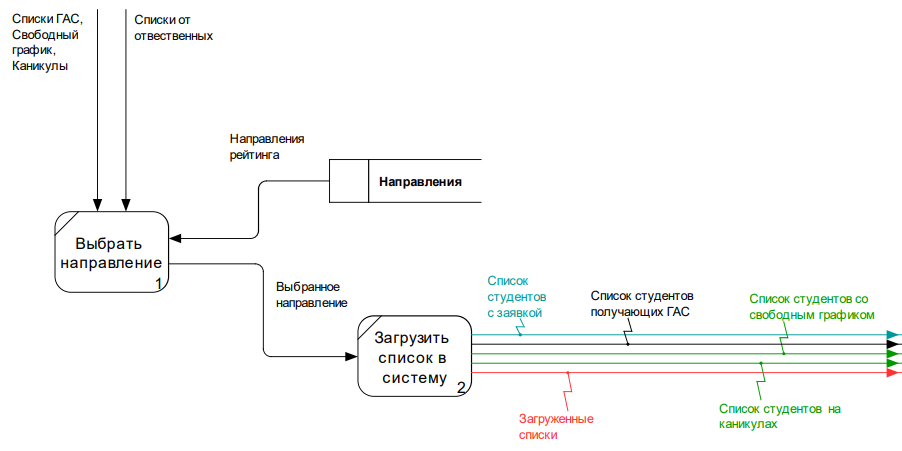 Списки ГАС,
Свободный
график,
Каникулы
Списки от
отвественных
Направления
рейтинга
Направления
Выбрать
направление
1
Выбранное
направление
Загрузить
список в
систему
2
Список
студентов
с заявкой
Список студентов
получающих ГАС
Список студентов со
свободным графиком
Загруженные
списки
Список студентов на
каникулах